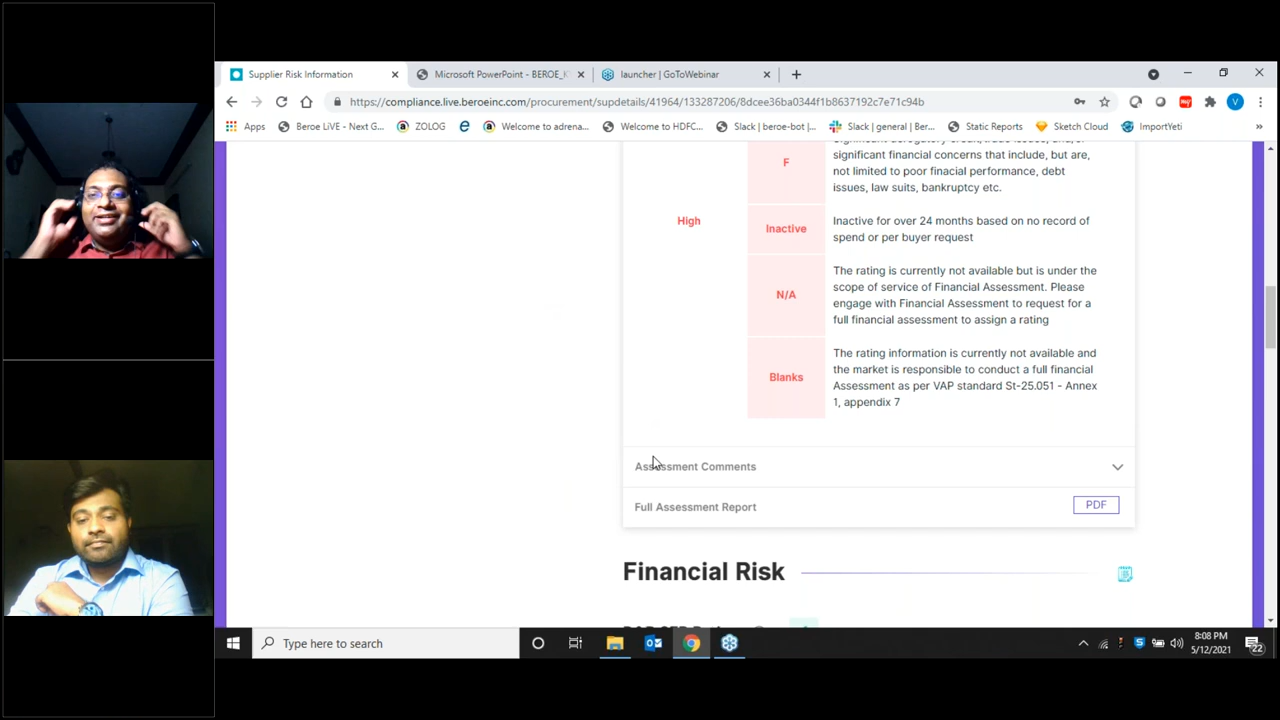 Supplier Risk Information
Microsoft PowerPoint - BEROE_K
launcher | GoToWebinar
https://compliance.live.beroeinc.com/procurement/supdetails/41964/133287206/8dcee36ba0344f1b8637192c7e71c94b
V
Apps
Beroe LiVE - Next G...
ZOLOG
Welcome to adrena...
Welcome to HDFC...
Slack | beroe-bot |...
Slack | general | Ber...
Static Reports
Sketch Cloud
ImportYeti
»
High
F
significant financial concerns that include, but are,
not limited to poor finacial performance, debt
issues, law suits, bankruptcy etc.
Inactive
Inactive for over 24 months based on no record of
spend or per buyer request
N/A
The rating is currently not available but is under the
scope of service of Financial Assessment. Please
engage with Financial Assessment to request for a
full financial assessment to assign a rating
Blanks
The rating information is currently not available and
the market is responsible to conduct a full financial
Assessment as per VAP standard St-25.051 - Annex
1, appendix 7
Assessment Comments
Full Assessment Report
PDF
Financial Risk
Type here to search
8:08 PM
5/12/2021
22